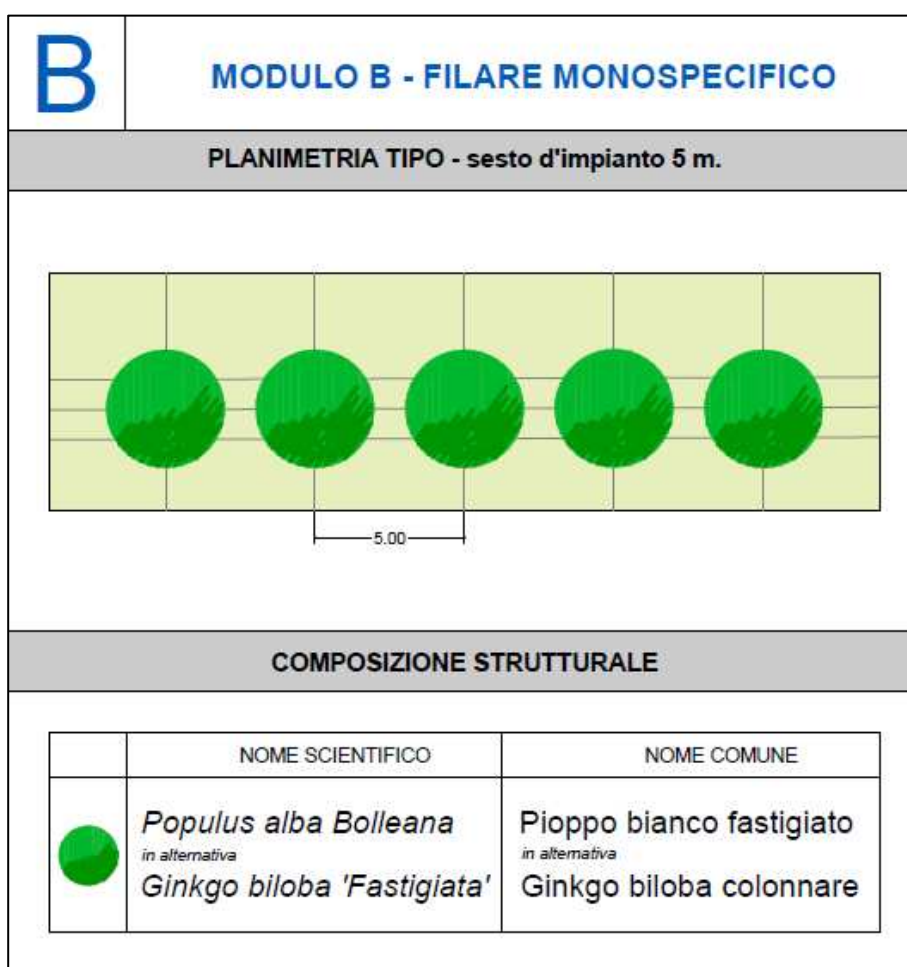 B
MODULO B - FILARE MONOSPECIFICO
PLANIMETRIA TIPO - sesto d'impianto 5 m.
5.00
COMPOSIZIONE STRUTTURALE
NOME SCIENTIFICO
NOME COMUNE
Populus alba Bolleana
in alternativa
Ginkgo biloba 'Fastigiata'
Pioppo bianco fastigiato
in alternativa
Ginkgo biloba colonnare